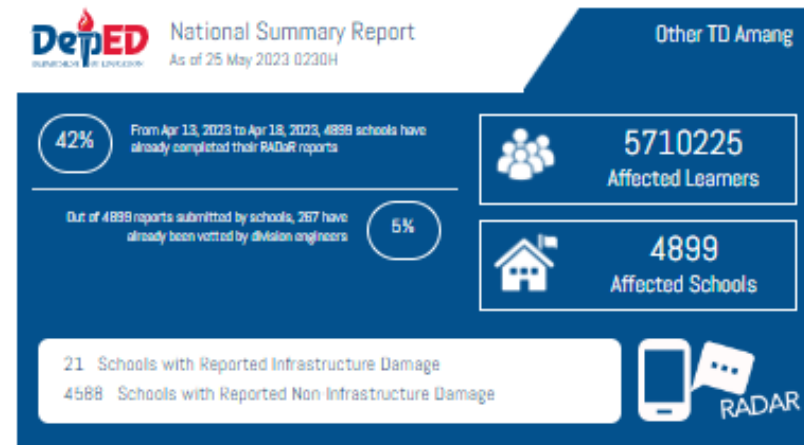 DepED
DEPARTMENT OF EDUCATION
National Summary Report
As of 25 May 2023 0230H
Other TD Amang
42%
From Apr 13, 2023 to Apr 18, 2023, 4899 schools have
already completed their RADaR reports
Out of 4899 reports submitted by schools, 267 have
already been vetted by division engineers
5%
5710225
Affected Learners
4899
Affected Schools
21 Schools with Reported Infrastructure Damage
4588 Schools with Reported Non-Infrastructure Damage
RADAR